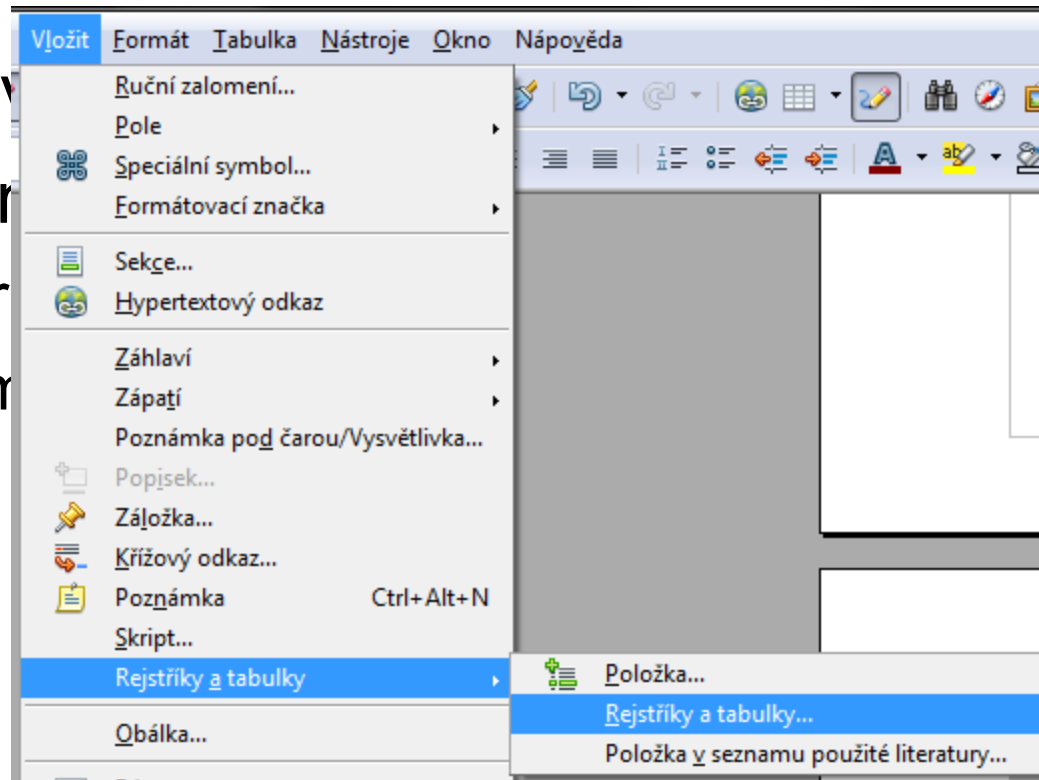 Vložit Formát Tabulka Nástroje Okno Nápověda
Ruční zalomení...
Pole
Speciální symbol...
Formátovací značka
Sekce...
Hypertextový odkaz
Záhlaví
Zápatí
Poznámka pod čarou/Vysvětlivka...
Popisek...
Záložka...
Křížový odkaz...
Poznámka Ctrl+Alt+N
Skript...
Rejstříky a tabulky
Položka...
Rejstříky a tabulky...
Obálka...
Položka v seznamu použité literatury...